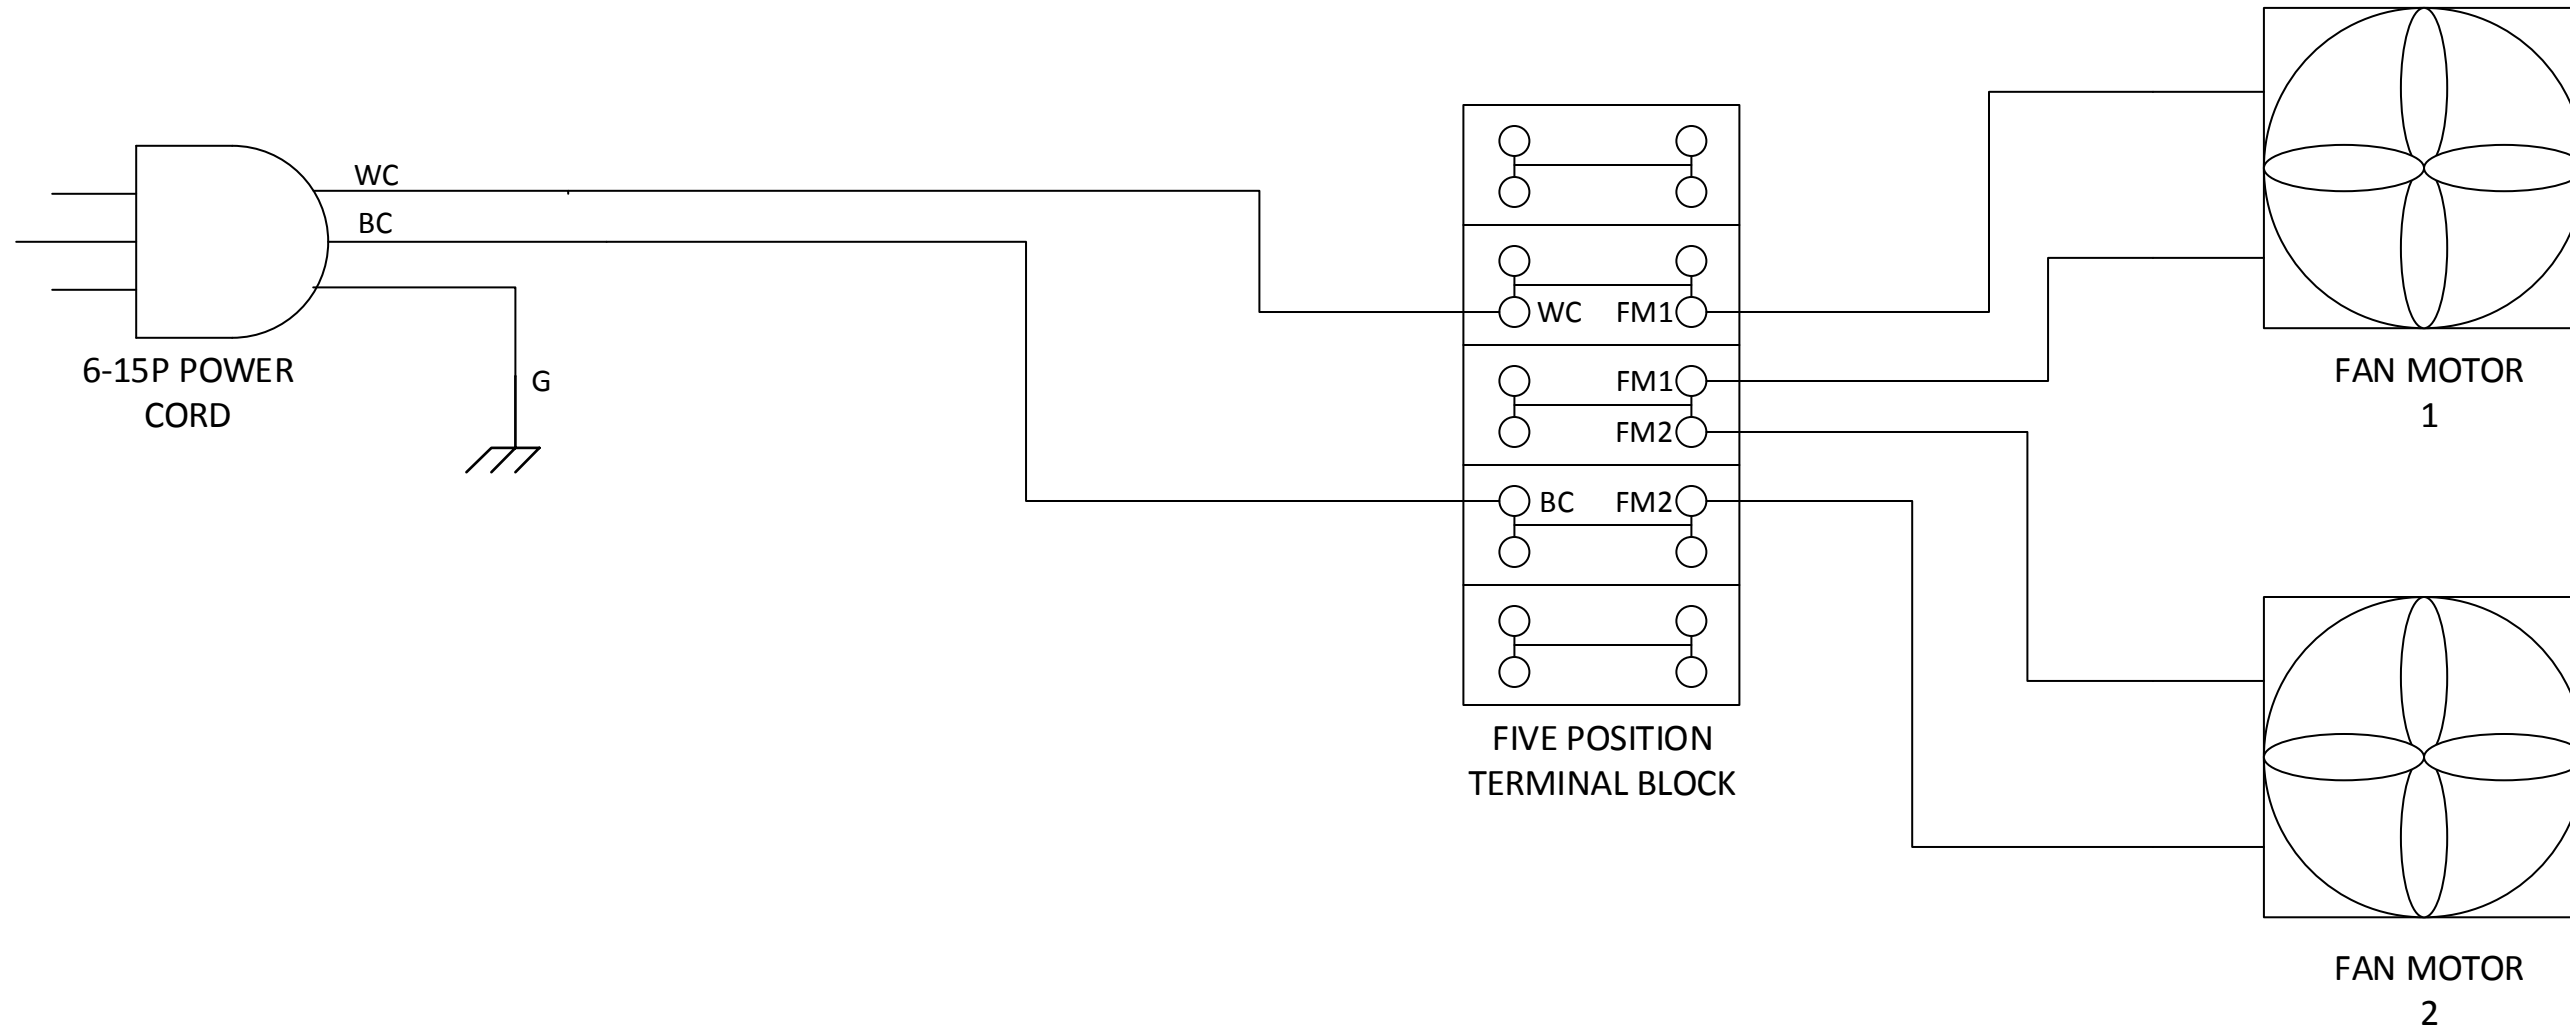 WC
BC
6-15P POWER
CORD
G
WC FM1
FM1
FM2
BC FM2
FIVE POSITION
TERMINAL BLOCK
FAN MOTOR
1
FAN MOTOR
2